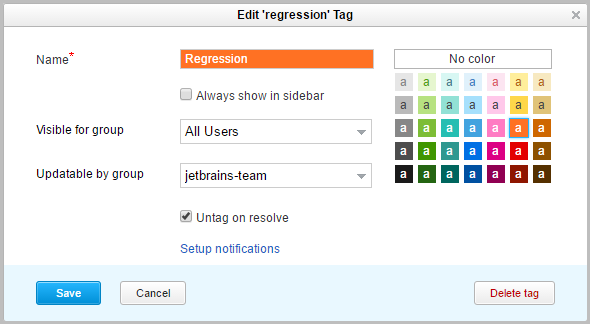 Edit 'regression' Tag
Name*
Regression
No color
Always show in sidebar
a a a a a a a
a a a a a a a
Visible for group
All Users
a a a a a a a
a a a a a a a
Updatable by group
jetbrains-team
a a a a a a a
Untag on resolve
Setup notifications
Save
Cancel
Delete tag